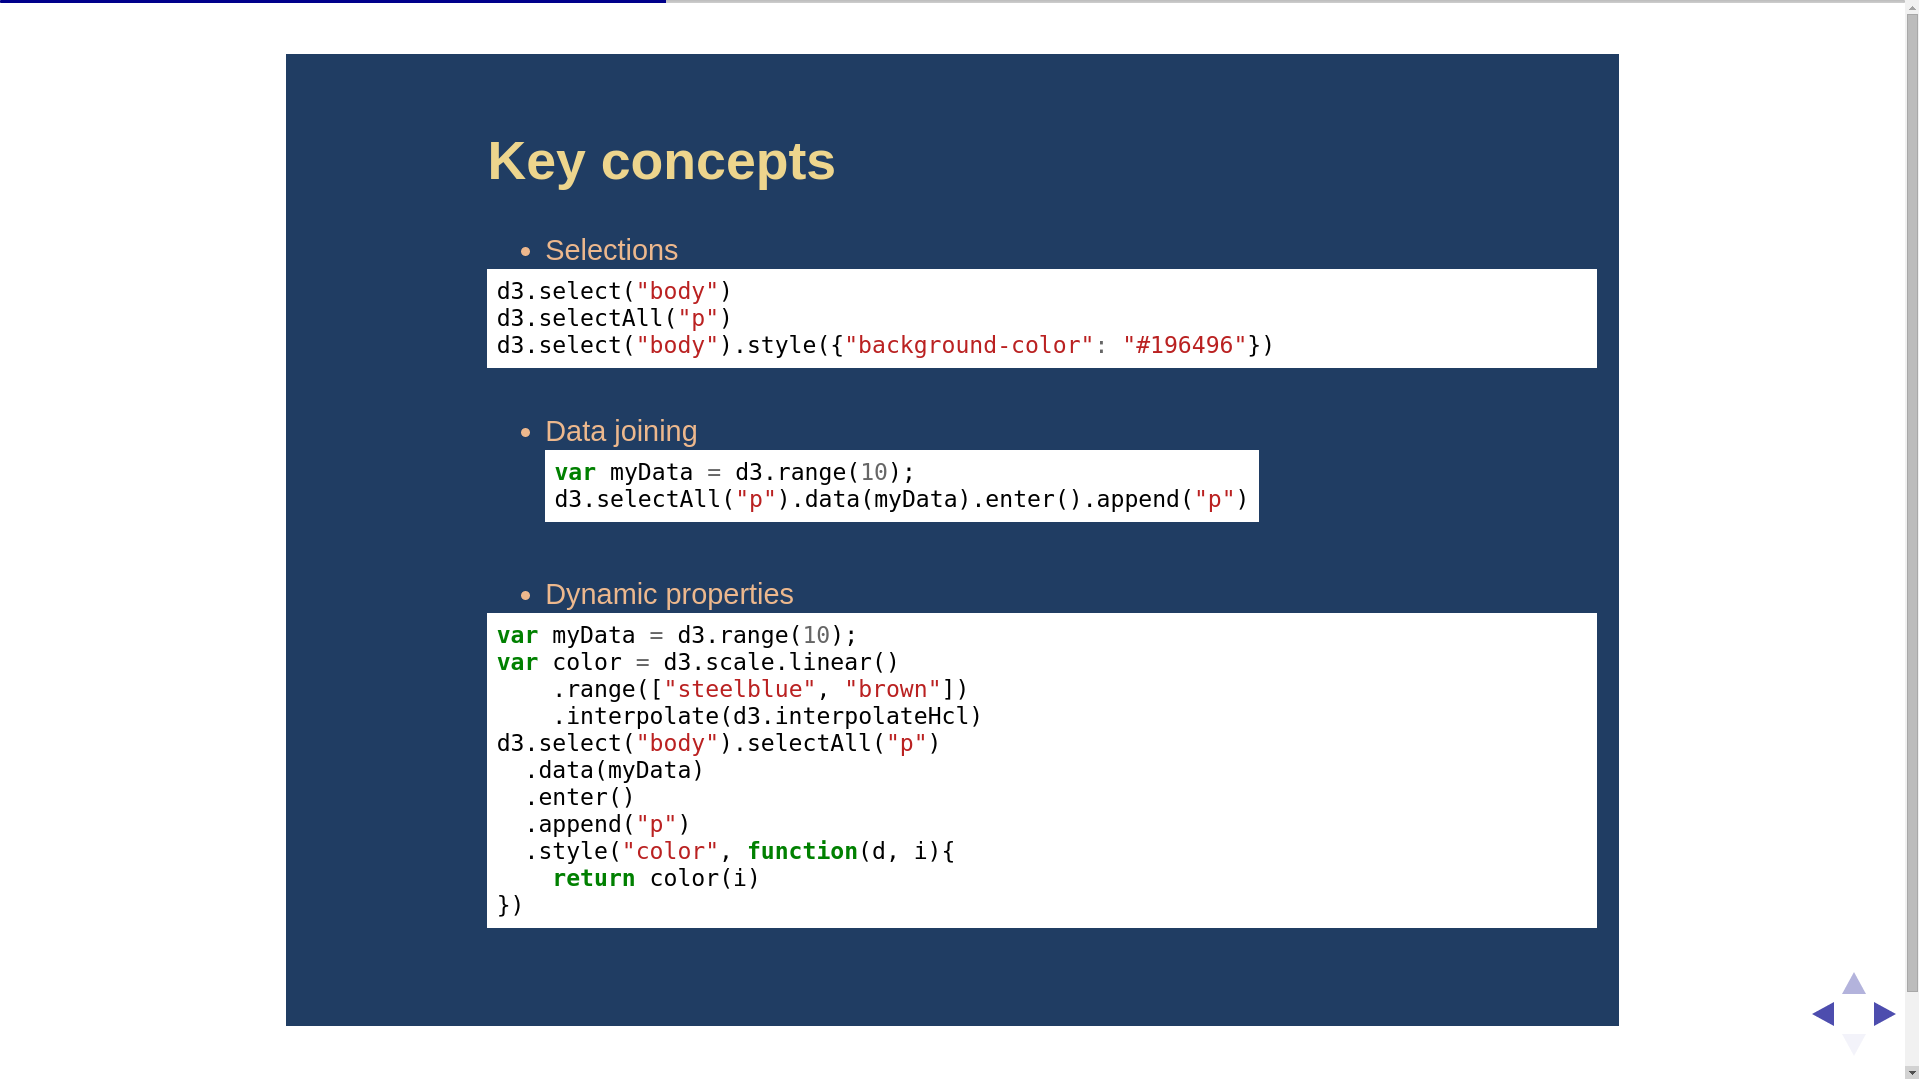 Key concepts
• Selections
d3.select("body")
d3.selectAll("p")
d3.select("body").style({"background-color": "#196496"})
• Data joining
var myData = d3.range(10);
d3.selectAll("p").data(myData).enter().append("p")
• Dynamic properties
var myData = d3.range(10);
var color = d3.scale.linear()
    .range(["steelblue", "brown"])
    .interpolate(d3.interpolateHcl)
d3.select("body").selectAll("p")
  .data(myData)
  .enter()
  .append("p")
  .style("color", function(d, i){
    return color(i)
})